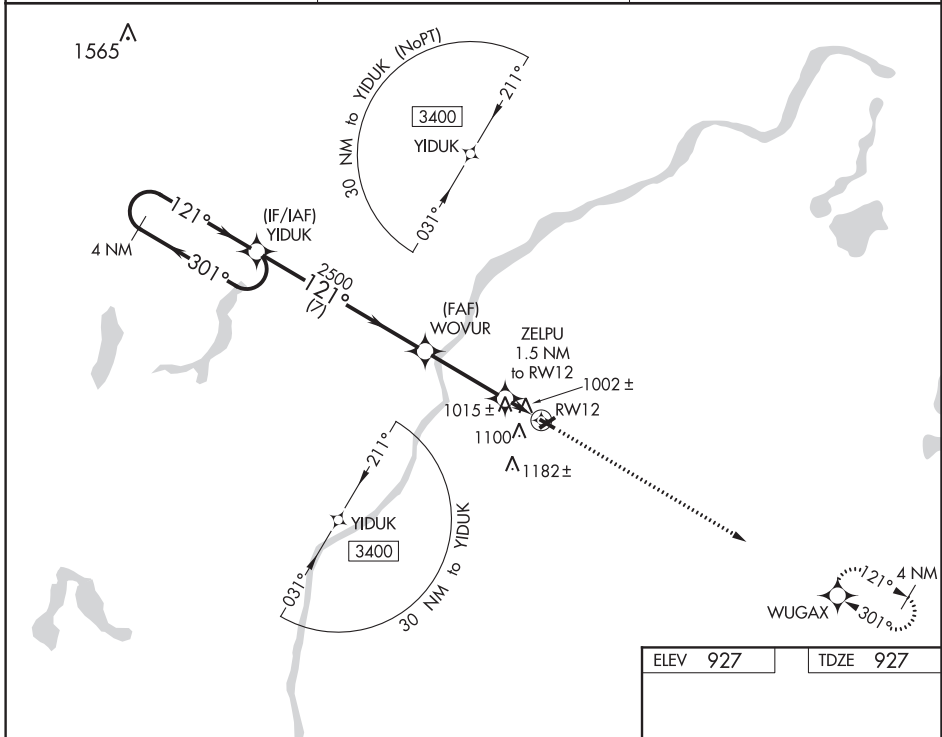 1565
30 NM to YIDUK (NoPT)
211°
3400
YIDUK
031°
121°
4 NM
301°
(IF/IAF)
YIDUK
2500
121°
(7)
(FAF)
WOVUR
ZELPU
1.5 NM
to RW12
1002 ±
1015 ±
RW12
1100
1182 ±
211°
YIDUK
3400
031°
30 NM to YIDUK
121°
4 NM
WUGAX
301°
ELEV 927
TDZE 927